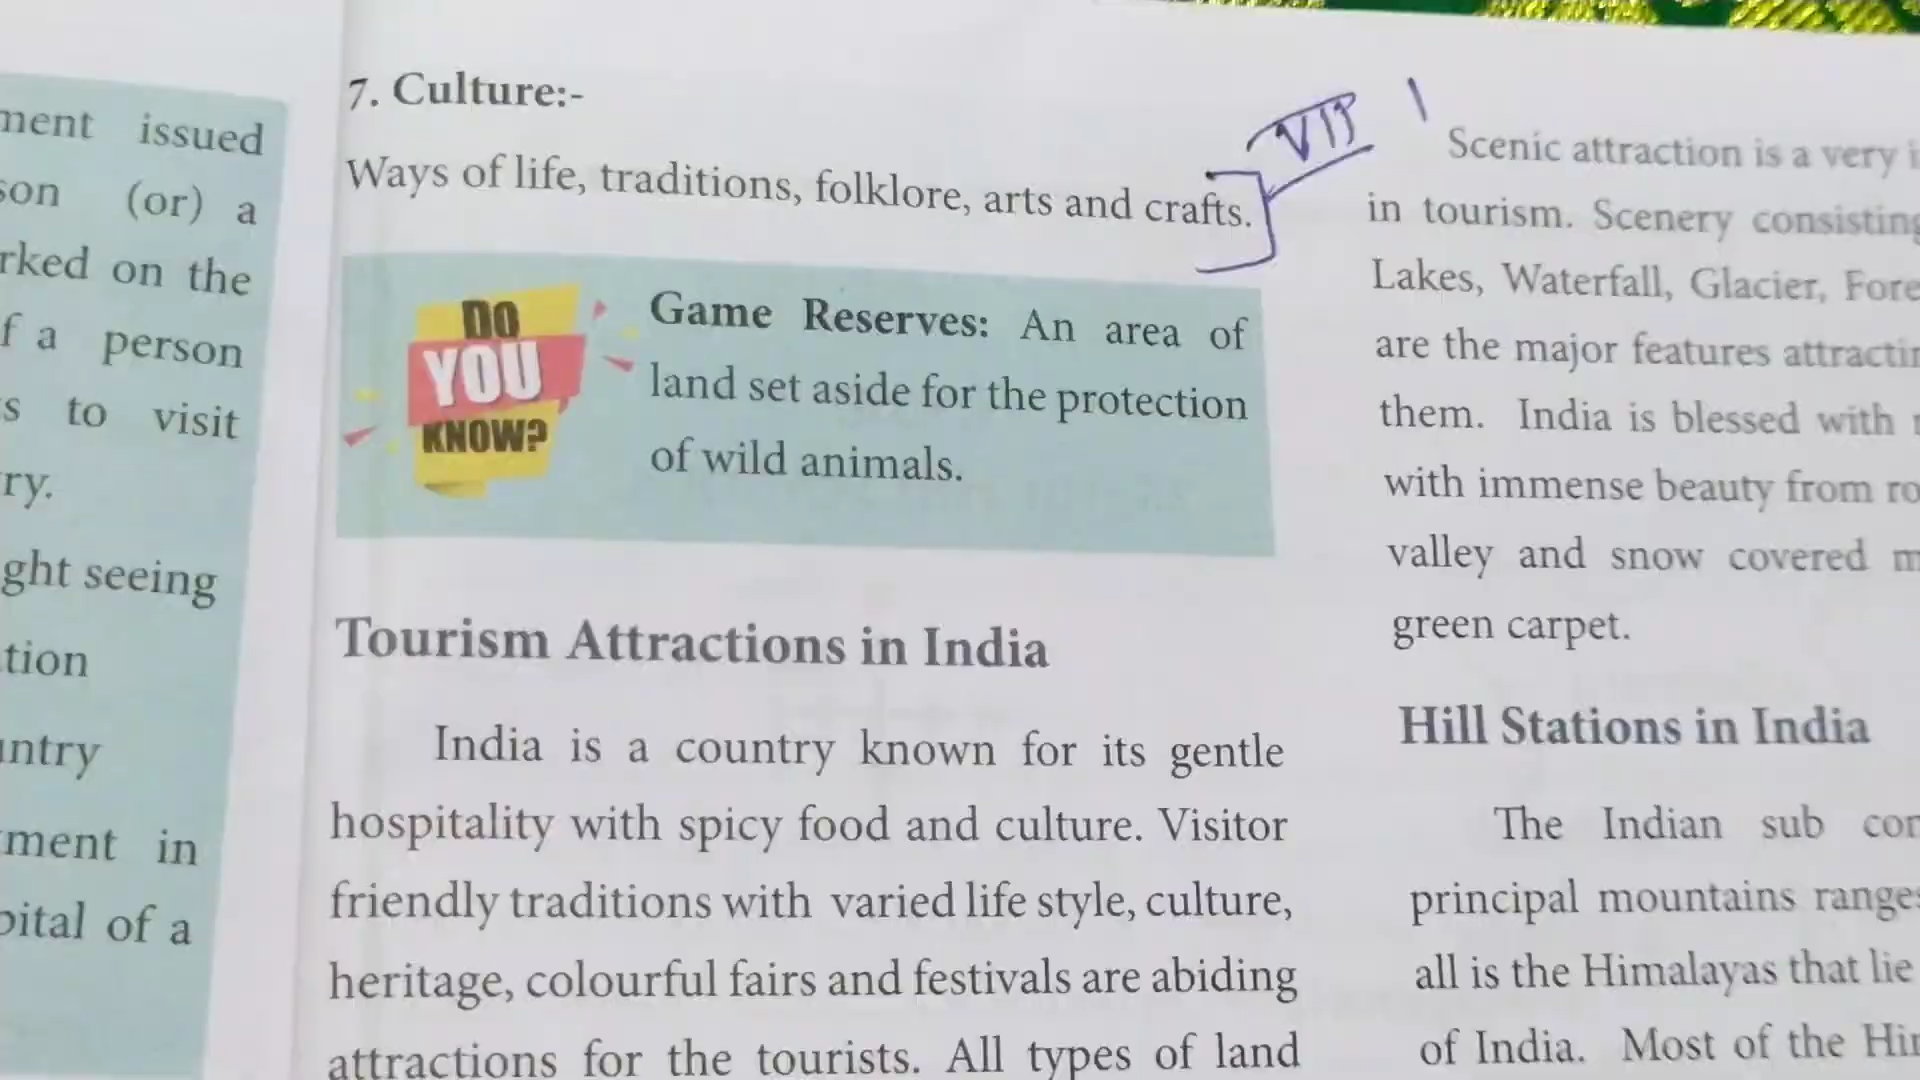 ment issued
son (or) a
rked on the
f a person
s to visit
ry.
ght seeing
tion
untry
ment in
pital of a
7. Culture:-
Ways of life, traditions, folklore, arts and crafts.
VIP
DO
YOU
KNOW?
Game Reserves: An area of
land set aside for the protection
of wild animals.
Tourism Attractions in India
India is a country known for its gentle
hospitality with spicy food and culture. Visitor
friendly traditions with varied life style, culture,
heritage, colourful fairs and festivals are abiding
attractions for the tourists. All types of land
Scenic attraction is a very
in tourism. Scenery consisting
Lakes, Waterfall, Glacier, Fore
are the major features attractin
them. India is blessed with
with immense beauty from ro
valley and snow covered m
green carpet.
Hill Stations in India
The Indian sub con
principal mountains ranges
all is the Himalayas that lie
of India. Most of the Him